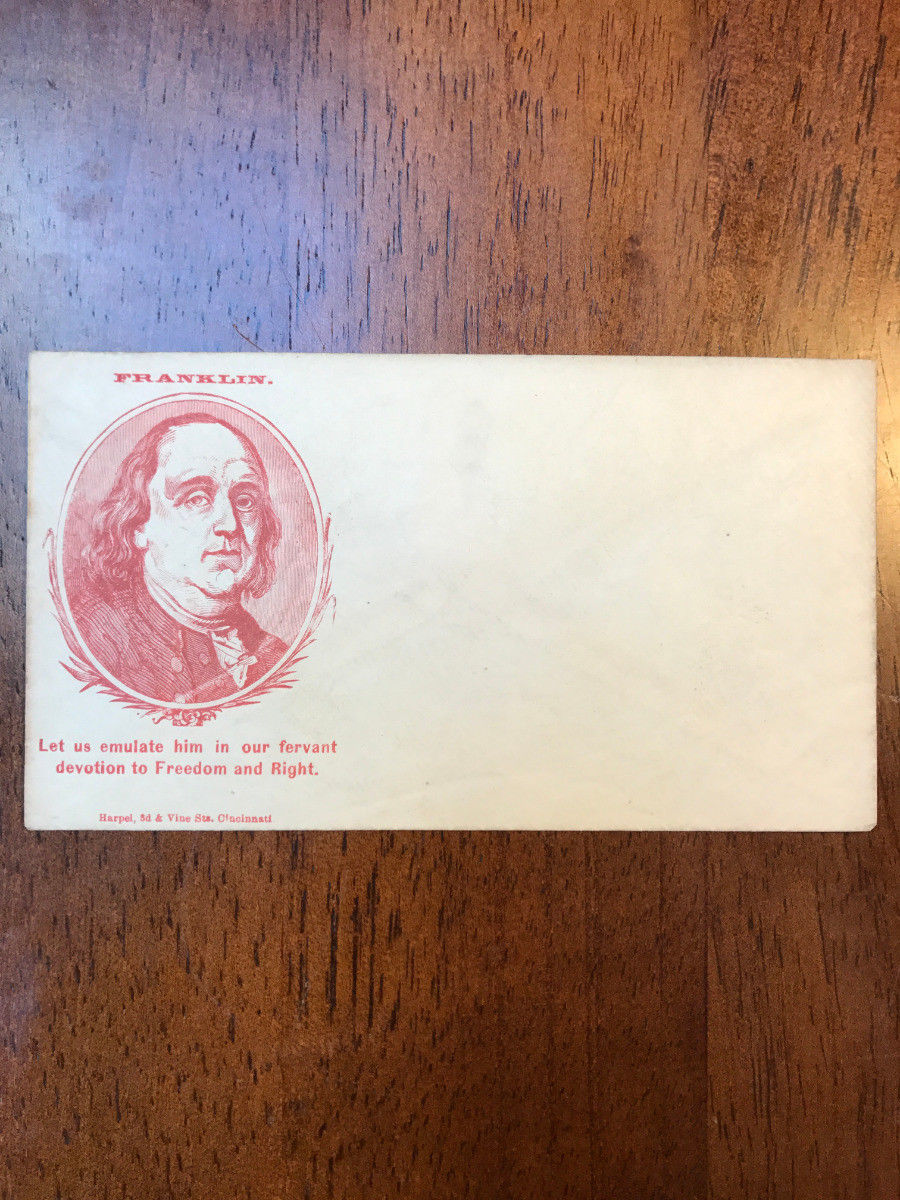 FRANKLIN.
Let us emulate him in our fervant
devotion to Freedom and Right.
Harpel, 3d & Vine Sts. Cincinnati